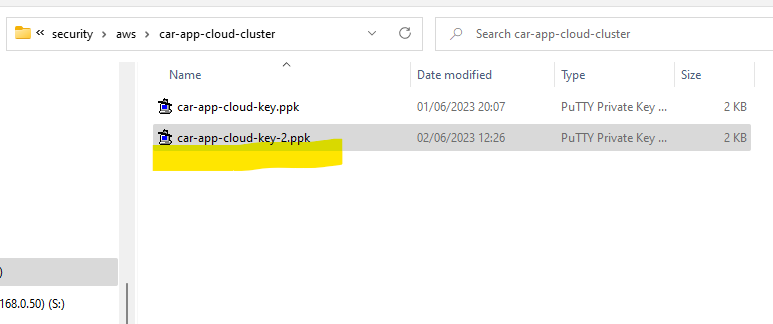 « security > aws > car-app-cloud-cluster
Search car-app-cloud-cluster
Name Date modified Type Size
car-app-cloud-key.ppk 01/06/2023 20:07 PuTTY Private Key ... 2 KB
car-app-cloud-key-2.ppk 02/06/2023 12:26 PuTTY Private Key ... 2 KB
)
168.0.50) (S:)